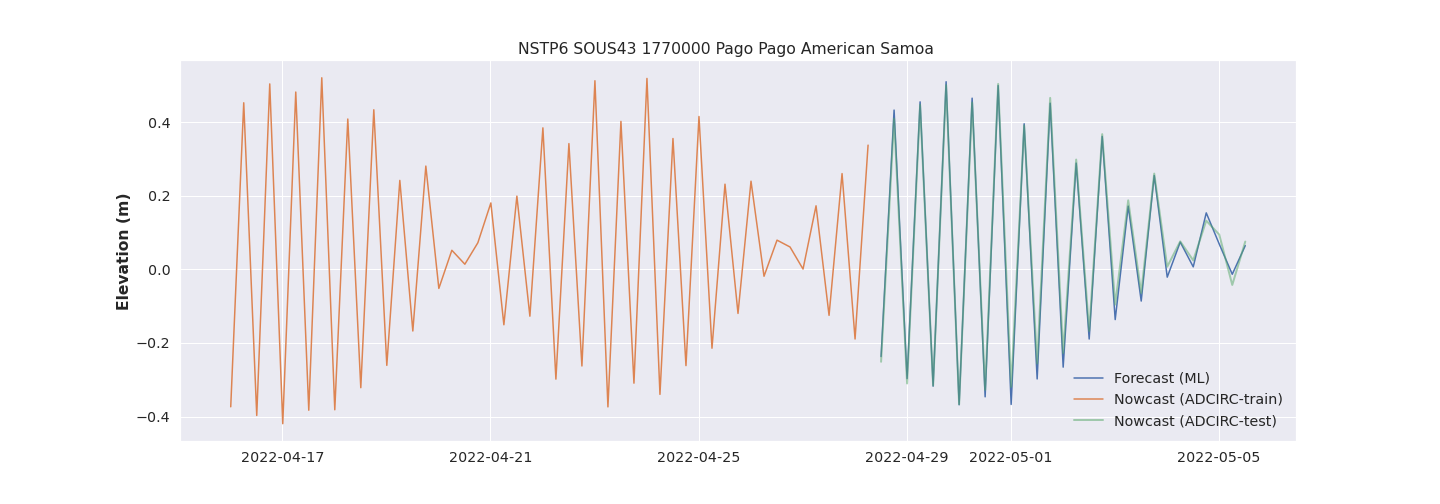 NSTP6 SOUS43 1770000 Pago Pago American Samoa
Elevation (m)
0.4
0.2
0.0
−0.2
−0.4
Forecast (ML)
Nowcast (ADCIRC-train)
Nowcast (ADCIRC-test)
2022-04-17 2022-04-21 2022-04-25 2022-04-29 2022-05-01 2022-05-05